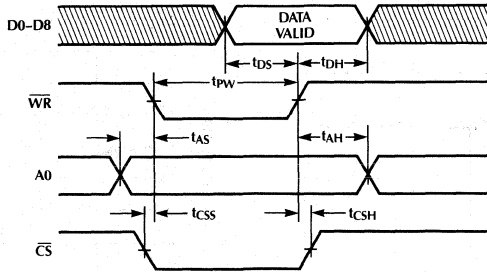 D0–D8
DATA
VALID
tDS
tDH
tPW
WR
tAS
tAH
A0
tCSS
tCSH
CS